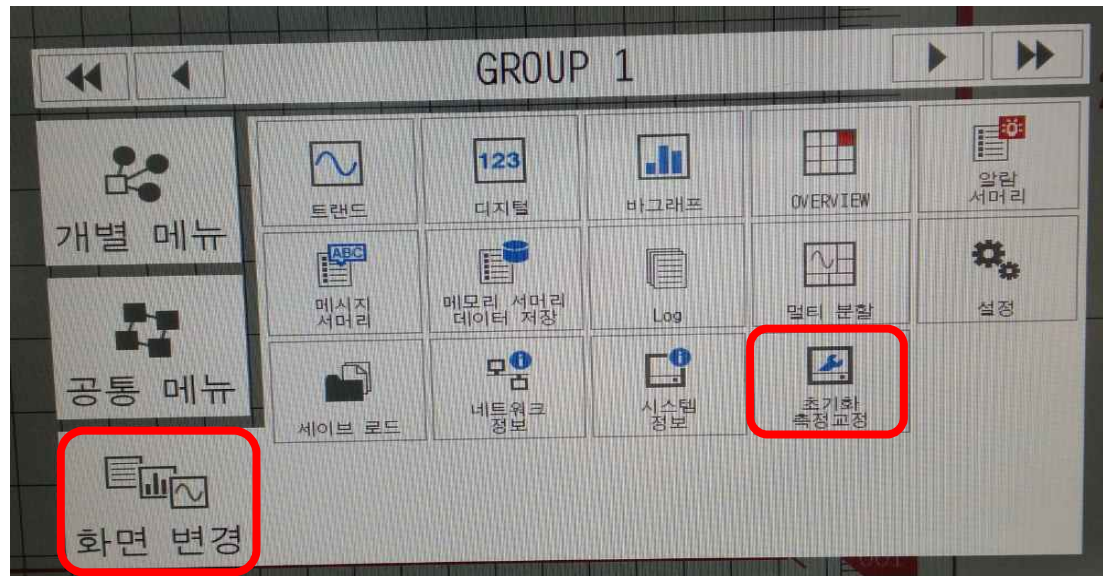 GROUP 1
개별 메뉴
공통 메뉴
화면 변경
트랜드
123
디지털
바그래프
OVERVIEW
알람
서머리
ABC
메시지
서머리
메모리 서머리
데이터 저장
Log
멀티 분할
설정
세이브 로드
네트워크
정보
시스템
정보
초기화
측정교정